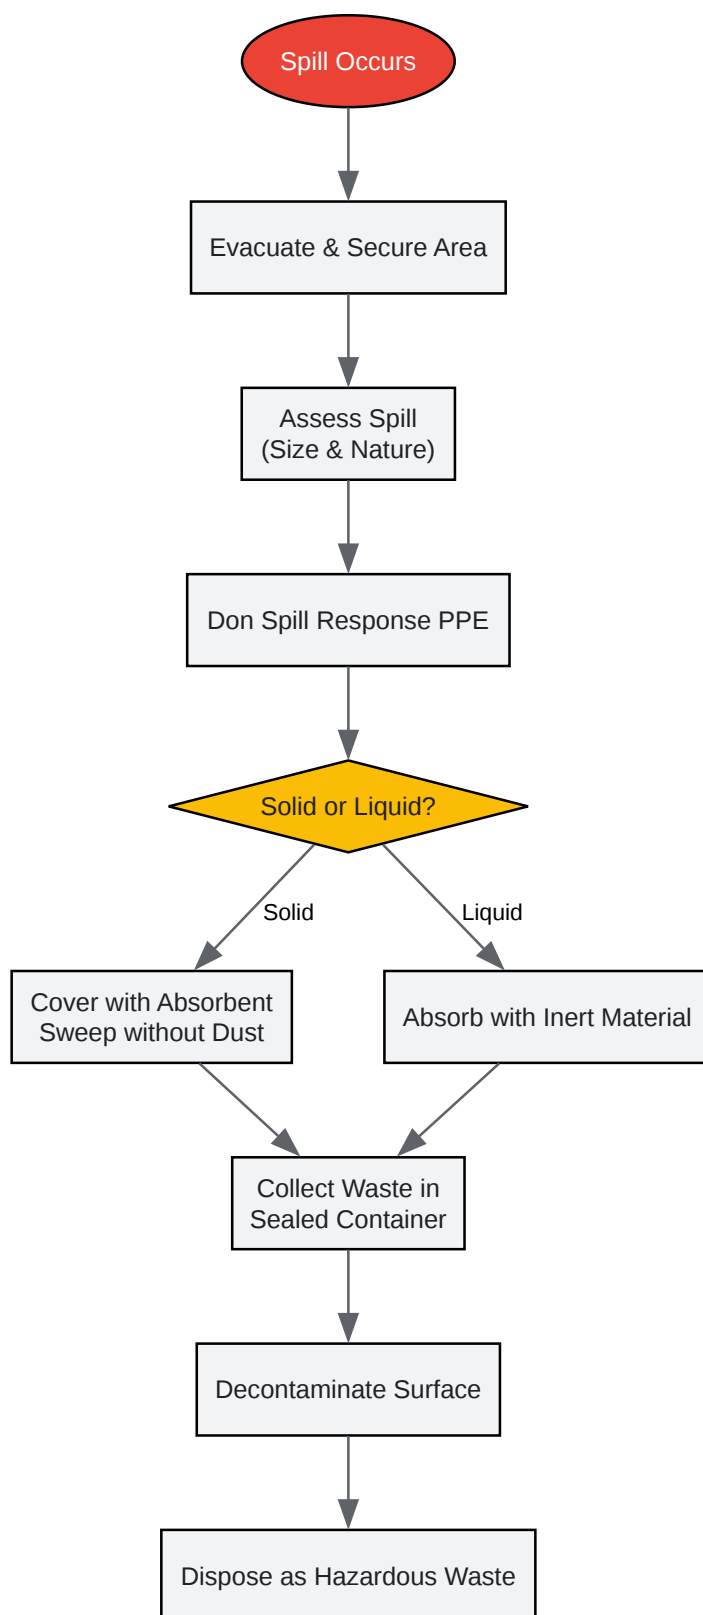 Spill Occurs
Evacuate & Secure Area
Assess Spill
(Size & Nature)
Don Spill Response PPE
Solid or Liquid?
Solid
Liquid
Cover with Absorbent
Sweep without Dust
Absorb with Inert Material
Collect Waste in
Sealed Container
Decontaminate Surface
Dispose as Hazardous Waste